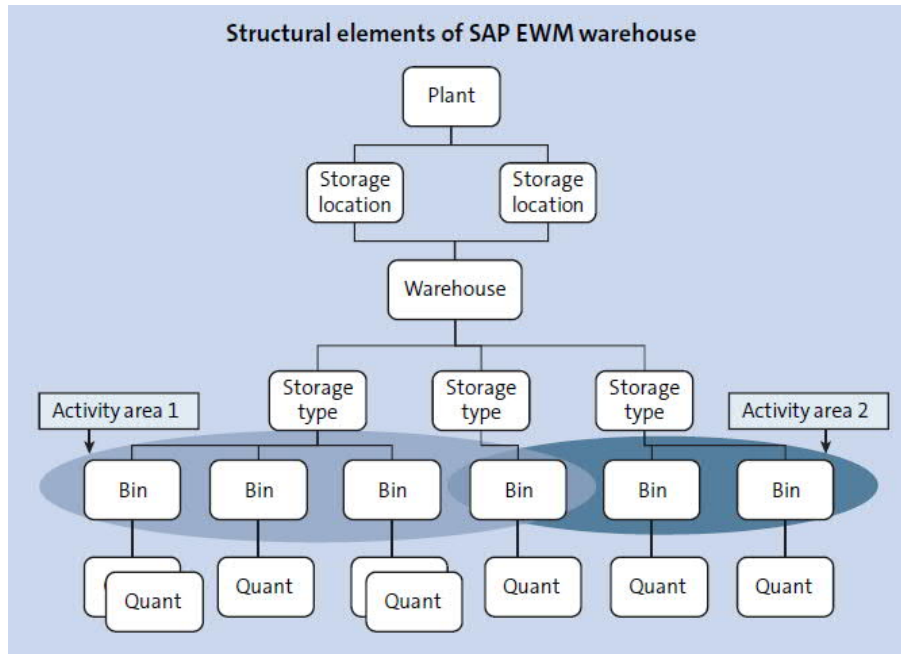 Structural elements of SAP EWM warehouse
Plant
Storage
location
Storage
location
Warehouse
Storage
type
Storage
type
Storage
type
Activity area 1
Activity area 2
Bin
Bin
Bin
Bin
Bin
Bin
Quant
Quant
Quant
Quant
Quant
Quant